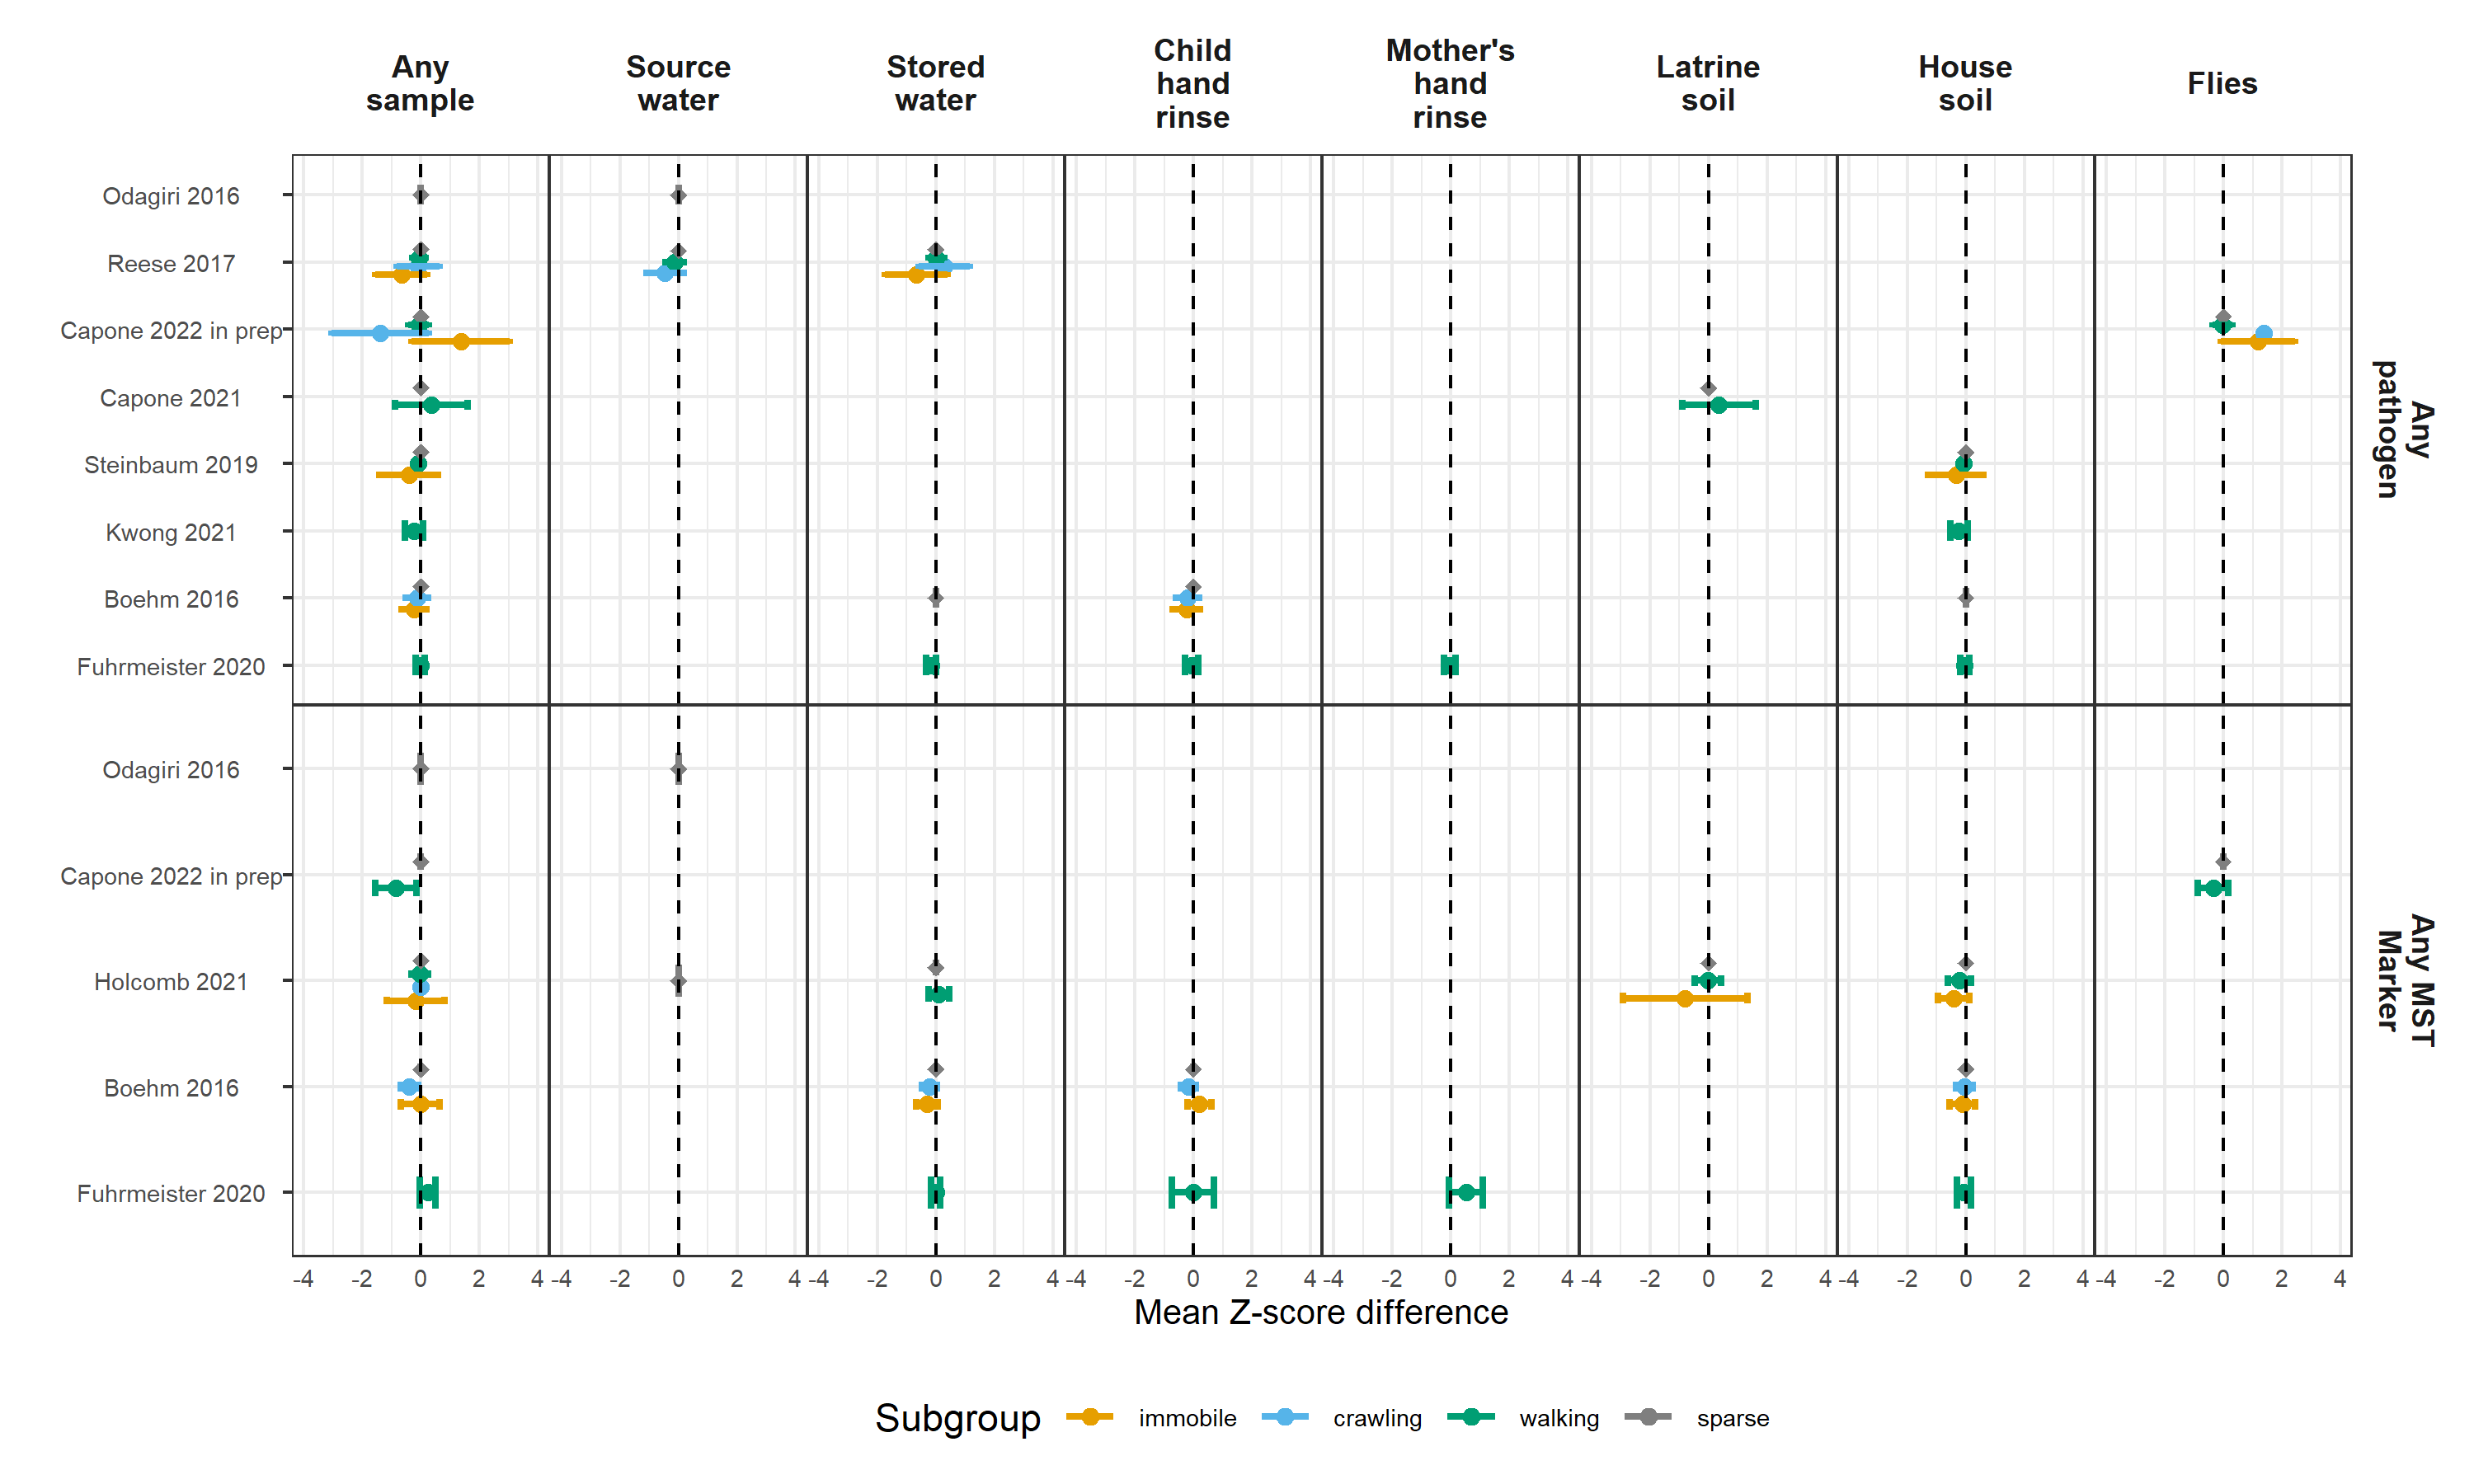 Any
sample
Source
water
Stored
water
Child
hand
rinse
Mother's
hand
rinse
Latrine
soil
House
soil
Flies
Odagiri 2016
Reese 2017
Capone 2022 in prep
Capone 2021
Steinbaum 2019
Kwong 2021
Boehm 2016
Fuhrmeister 2020
Any
pathogen
Odagiri 2016
Capone 2022 in prep
Holcomb 2021
Boehm 2016
Fuhrmeister 2020
Any MST
Marker
-4 -2 0 2 4 -4 -2 0 2 4 -4 -2 0 2 4 -4 -2 0 2 4 -4 -2 0 2 4 -4 -2 0 2 4 -4 -2 0 2 4 -4 -2 0 2 4
Mean Z-score difference
Subgroup immobile crawling walking sparse